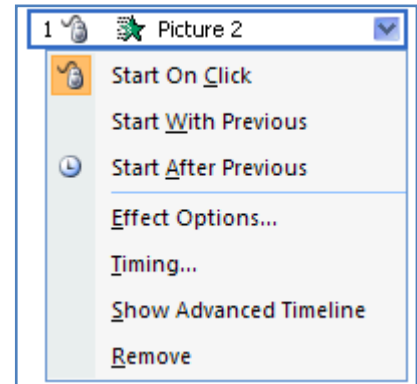 1 Picture 2
Start On Click
Start With Previous
Start After Previous
Effect Options...
Timing...
Show Advanced Timeline
Remove